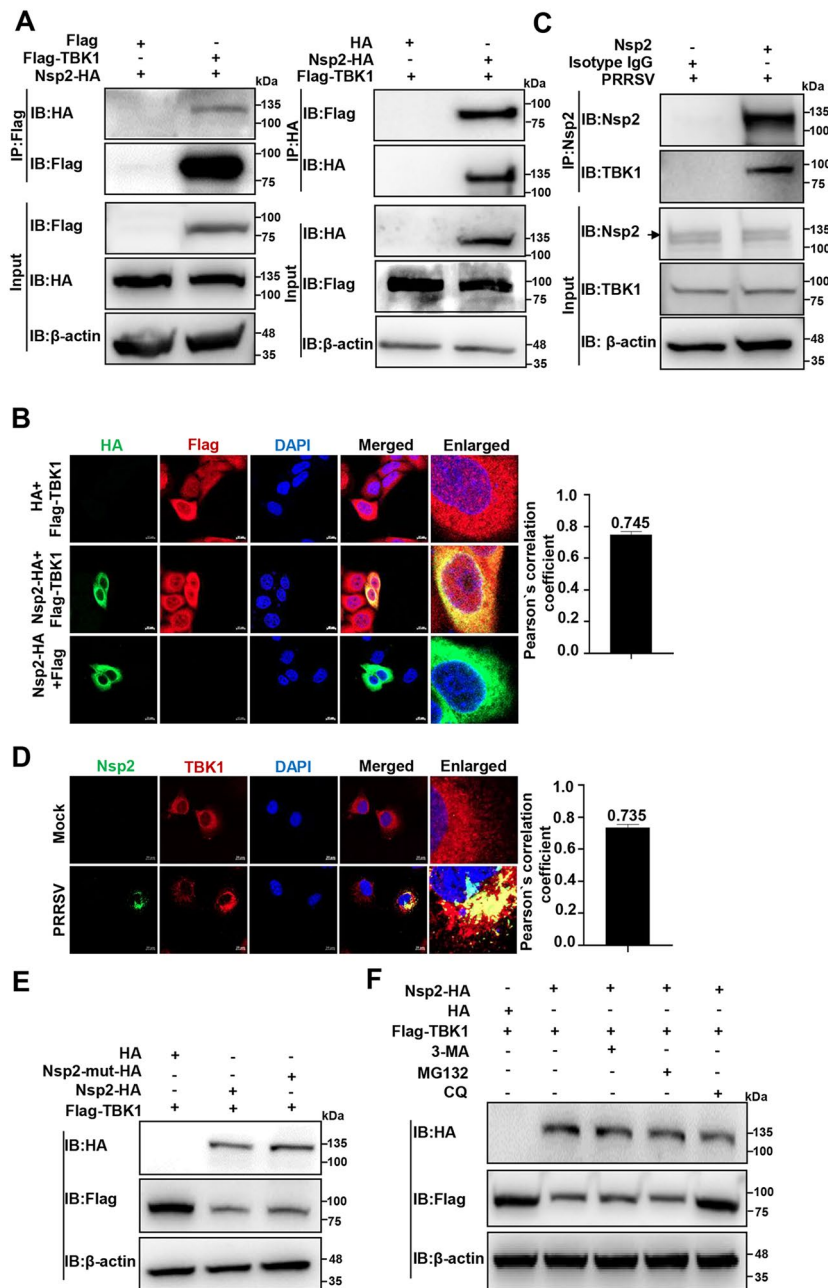 A
Flag + -
Flag-TBK1 - +
Nsp2-HA + +
kDa
IP:Flag
IB:HA
135
100
IB:Flag
100
75
Input
IB:Flag
100
75
IB:HA
135
100
IB:β-actin
48
35
HA + -
Nsp2-HA - +
Flag-TBK1 + +
kDa
IP:HA
IB:Flag
100
75
IB:HA
135
100
Input
IB:HA
135
100
IB:Flag
100
75
IB:β-actin
48
35
C
Nsp2 - +
Isotype IgG + -
PRRSV + +
kDa
IP:Nsp2
IB:Nsp2
135
100
IB:TBK1
100
75
Input
IB:Nsp2
135
100
IB:TBK1
100
75
IB: β-actin
48
35
B
HA Flag DAPI Merged Enlarged
HA+
Flag-TBK1
Nsp2-HA+
Flag-TBK1
Nsp2-HA
+Flag
Pearson`s correlation
coefficient
1.0
0.8
0.6
0.4
0.2
0.0
0.745
D
Nsp2 TBK1 DAPI Merged Enlarged
Mock
PRRSV
Pearson`s correlation
coefficient
1.0
0.8
0.6
0.4
0.2
0.0
0.735
E
HA + - -
Nsp2-mut-HA - - +
Nsp2-HA - + -
Flag-TBK1 + + +
kDa
IB:HA
135
100
IB:Flag
100
75
IB:β-actin
48
35
F
Nsp2-HA - + + + +
HA + - - - -
Flag-TBK1 + + + + +
3-MA - - + - -
MG132 - - - + -
CQ - - - - +
kDa
IB:HA
135
100
IB:Flag
100
75
IB:β-actin
48
35